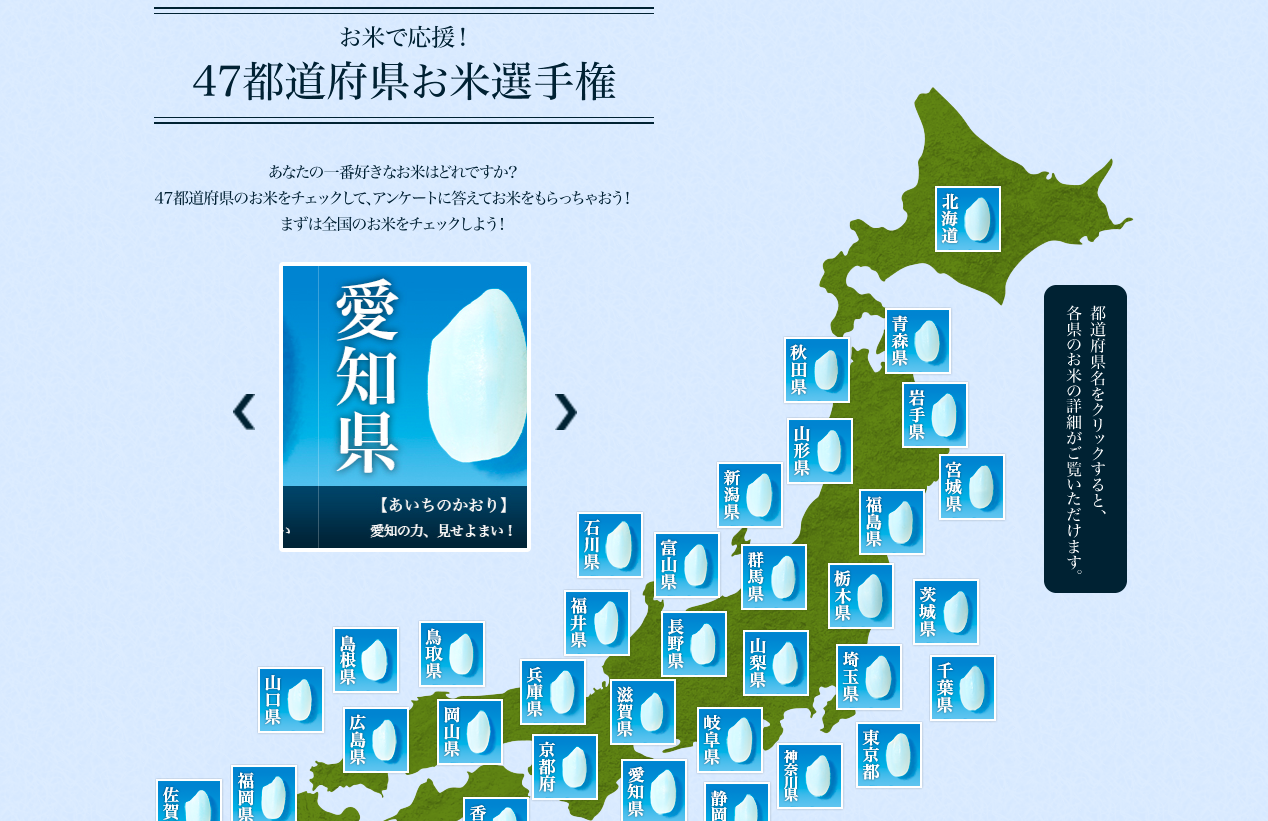 お米で応援！
47都道府県お米選手権
あなたの一番好きなお米はどれですか？
47都道府県のお米をチェックして、アンケートに答えてお米をもらっちゃおう！
まずは全国のお米をチェックしよう！
愛知県
【あいちのかおり】
愛知の力、見せよまい！
い
都道府県名をクリックすると、
各県のお米の詳細がご覧いただけます。
北海道
青森県
秋田県
岩手県
山形県
宮城県
新潟県
福島県
石川県
富山県
群馬県
栃木県
茨城県
福井県
長野県
山梨県
埼玉県
千葉県
鳥取県
島根県
山口県
兵庫県
滋賀県
岐阜県
広島県
岡山県
京都府
愛知県
神奈川県
東京都
佐賀
福岡県
香
静岡